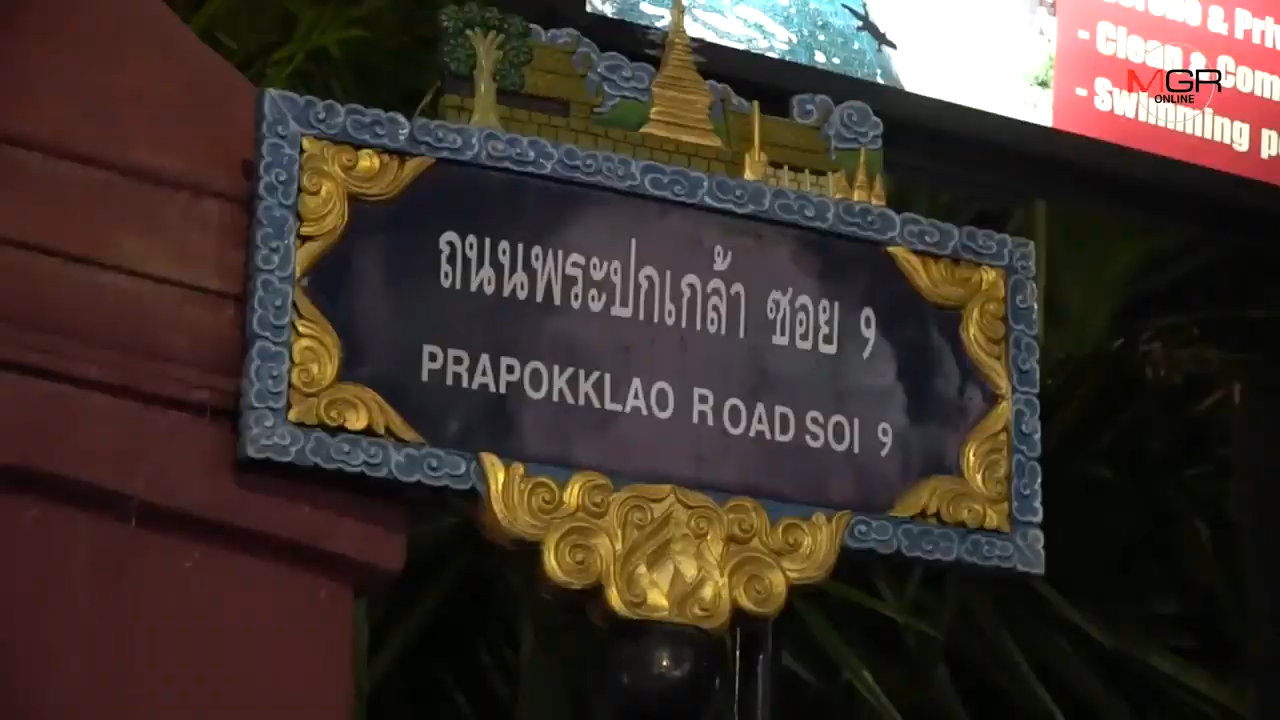 & Priv
- Clean & Com
- Swimming p
MGR
ONLINE
ถนนพระปกเกล้า ซอย 9
PRAPOKKLAO ROAD SOI 9